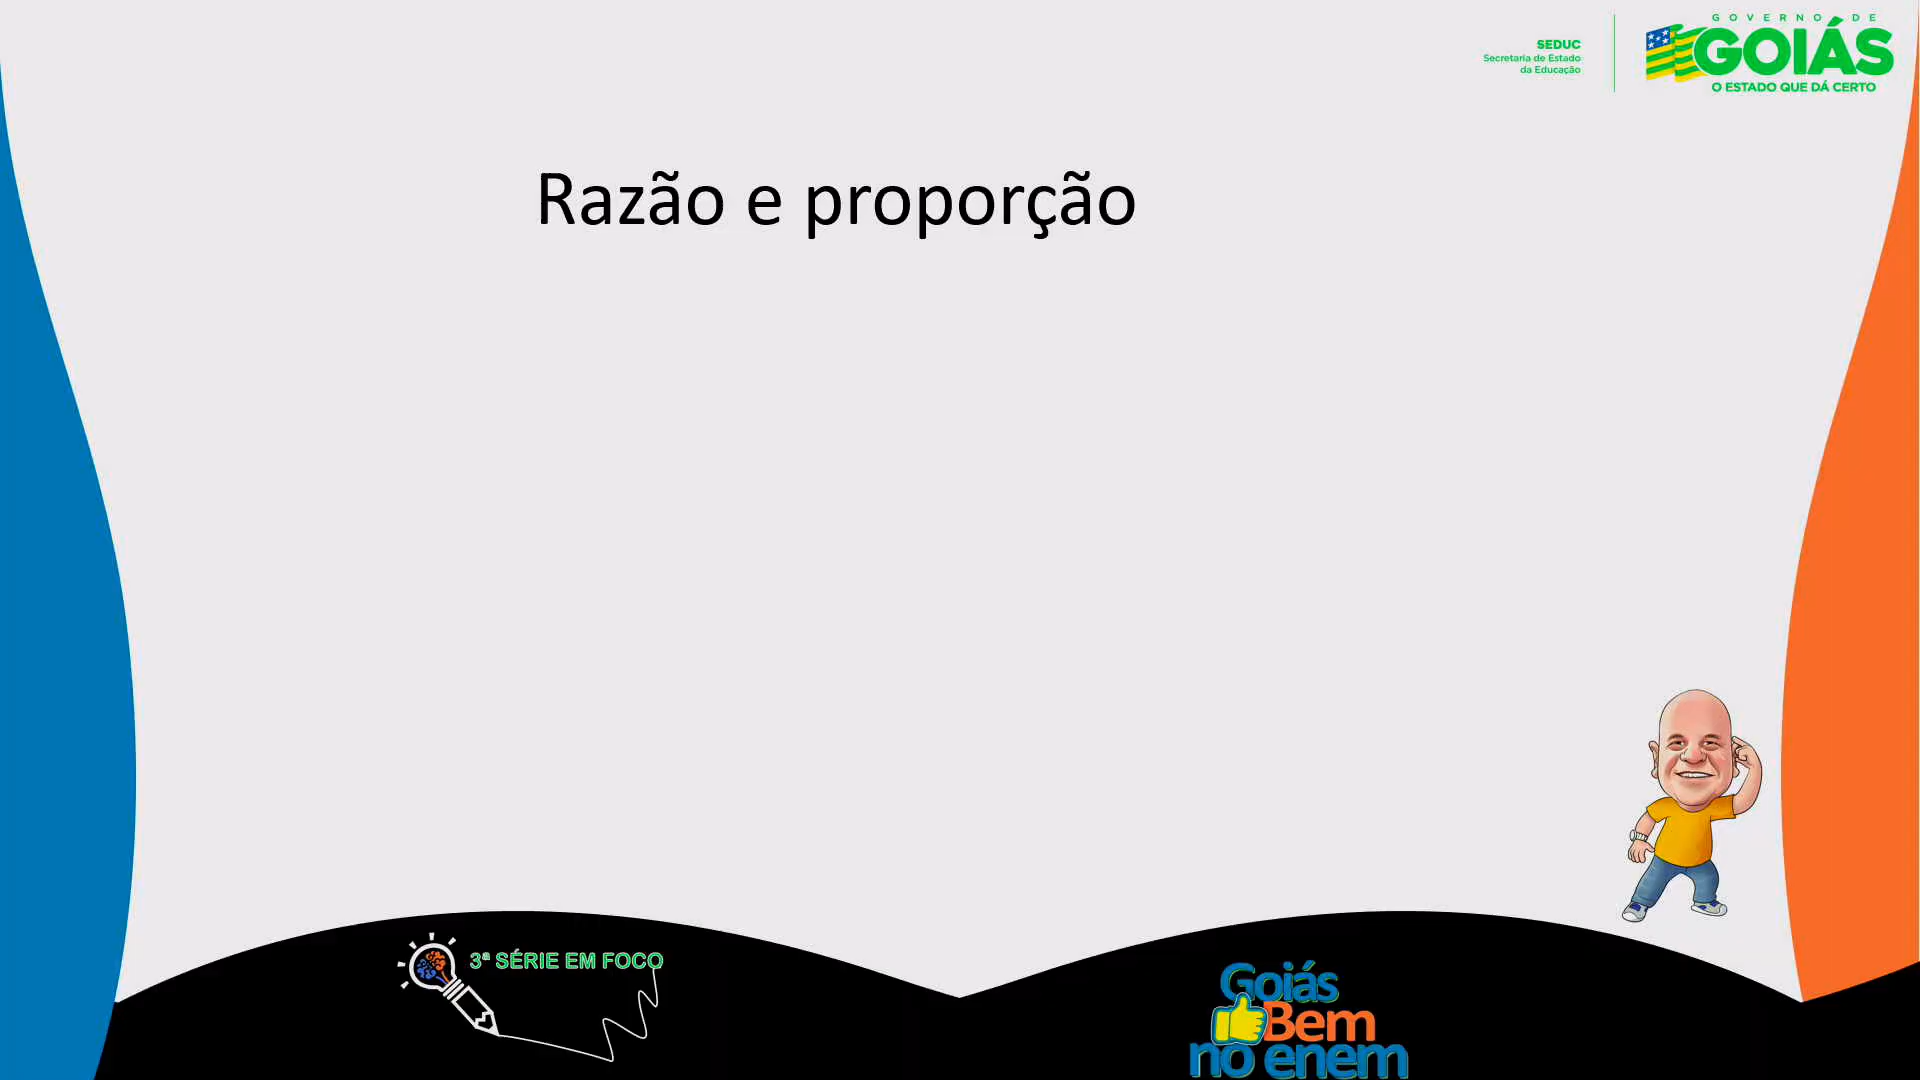 GOVERNO DE
GOIÁS
O ESTADO QUE DÁ CERTO
SEDUC
Secretaria de Estado
da Educação
Razão e proporção
3ª SÉRIE EM FOCO
Goiás
Bem
no enem